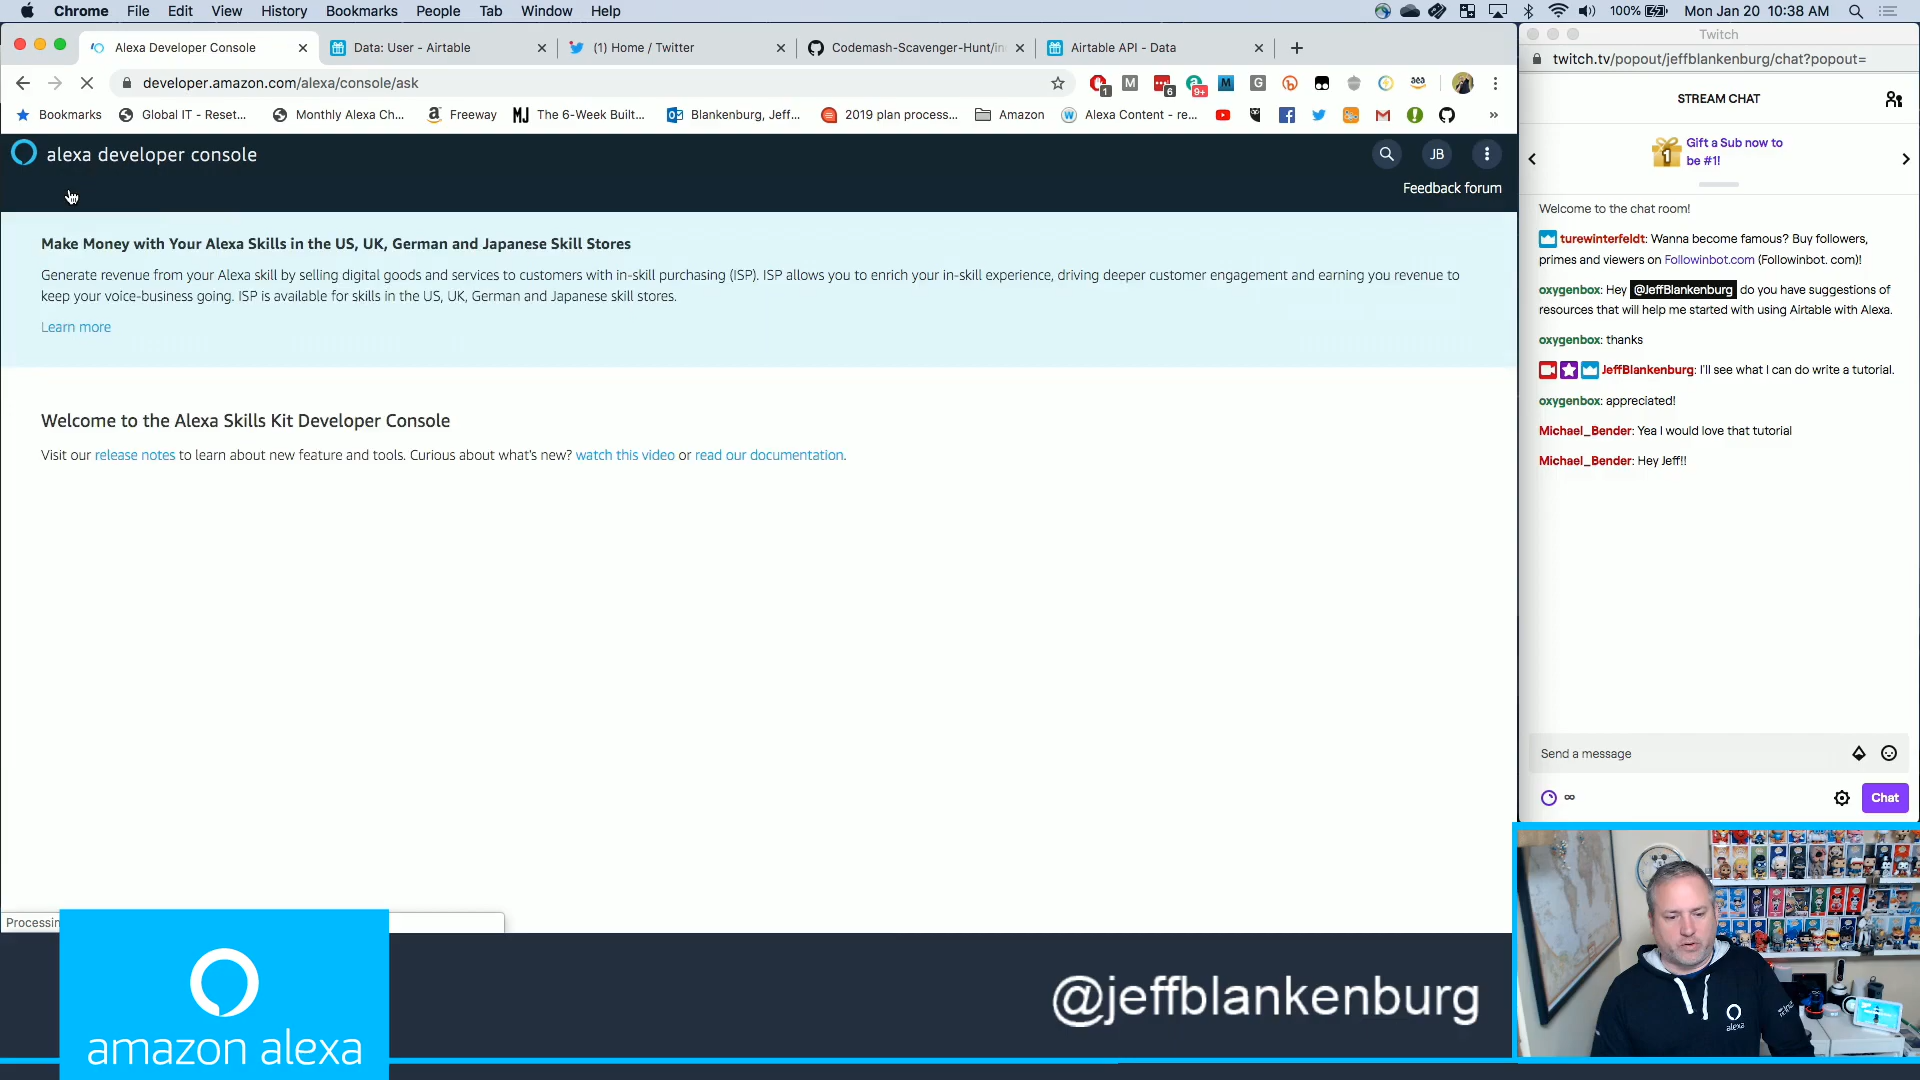 Chrome File Edit View History Bookmarks People Tab Window Help
100% Mon Jan 20 10:38 AM
Alexa Developer Console
Data: User - Airtable
(1) Home / Twitter
Codemash-Scavenger-Hunt/in
Airtable API - Data
Twitch
developer.amazon.com/alexa/console/ask
twitch.tv/popout/jeffblankenburg/chat?popout=
Bookmarks
Global IT - Reset...
Monthly Alexa Ch...
Freeway
The 6-Week Built...
Blankenburg, Jeff...
2019 plan process...
Amazon
Alexa Content - re...
alexa developer console
JB
Feedback forum
Make Money with Your Alexa Skills in the US, UK, German and Japanese Skill Stores
Generate revenue from your Alexa skill by selling digital goods and services to customers with in-skill purchasing (ISP). ISP allows you to enrich your in-skill experience, driving deeper customer engagement and earning you revenue to
keep your voice-business going. ISP is available for skills in the US, UK, German and Japanese skill stores.
Learn more
Welcome to the Alexa Skills Kit Developer Console
Visit our release notes to learn about new feature and tools. Curious about what's new? watch this video or read our documentation.
Processin
STREAM CHAT
1
Gift a Sub now to
be #1!
Welcome to the chat room!
turewinterfeldt: Wanna become famous? Buy followers,
primes and viewers on Followinbot.com (Followinbot. com)!
oxygenbox: Hey @JeffBlankenburg do you have suggestions of
resources that will help me started with using Airtable with Alexa.
oxygenbox: thanks
JeffBlankenburg: I'll see what I can do write a tutorial.
oxygenbox: appreciated!
Michael_Bender: Yea I would love that tutorial
Michael_Bender: Hey Jeff!!
Send a message
∞
Chat
amazon alexa
@jeffblankenburg
alexa